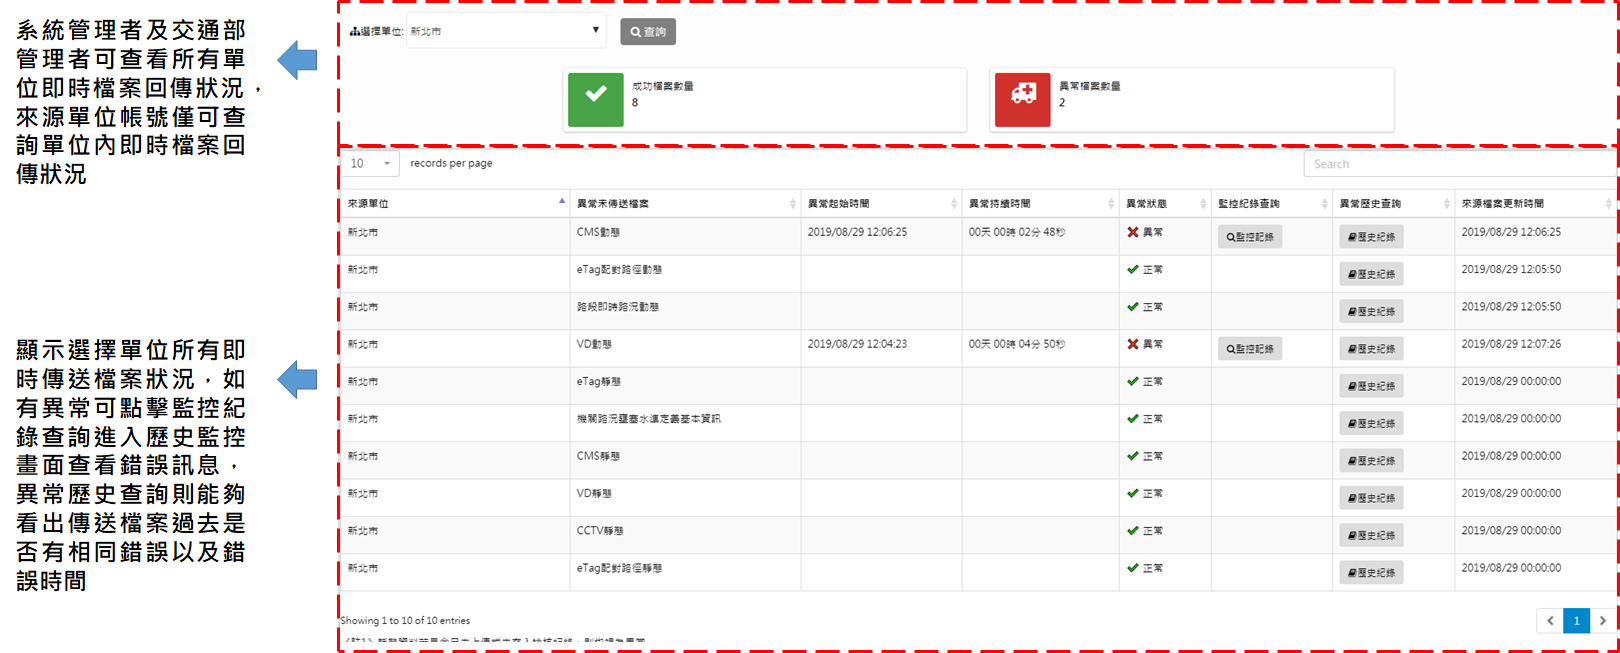 系統管理者及交通部
管理者可查看所有單
位即時檔案回傳狀況，
來源單位帳號僅可查
詢單位內即時檔案回
傳狀況
選擇單位: 新北市 查詢
成功檔案數量
8
異常檔案數量
2
10 records per page Search
來源單位 異常未傳送檔案 異常起始時間 異常持續時間 異常狀態 監控紀錄查詢 異常歷史查詢 來源檔案更新時間
新北市 CMS動態 2019/08/29 12:06:25 00天 00時 02分 48秒 異常 監控記錄 歷史紀錄 2019/08/29 12:06:25
新北市 eTag配對路徑動態 正常 歷史紀錄 2019/08/29 12:05:50
新北市 路段即時路況動態 正常 歷史紀錄 2019/08/29 12:05:50
新北市 VD動態 2019/08/29 12:04:23 00天 00時 04分 50秒 異常 監控記錄 歷史紀錄 2019/08/29 12:07:26
新北市 eTag靜態 正常 歷史紀錄 2019/08/29 00:00:00
新北市 機關路況壅塞水準定義基本資訊 正常 歷史紀錄 2019/08/29 00:00:00
新北市 CMS靜態 正常 歷史紀錄 2019/08/29 00:00:00
新北市 VD靜態 正常 歷史紀錄 2019/08/29 00:00:00
新北市 CCTV靜態 正常 歷史紀錄 2019/08/29 00:00:00
新北市 eTag配對路徑靜態 正常 歷史紀錄 2019/08/29 00:00:00
顯示選擇單位所有即
時傳送檔案狀況，如
有異常可點擊監控紀
錄查詢進入歷史監控
畫面查看錯誤訊息，
異常歷史查詢則能夠
看出傳送檔案過去是
否有相同錯誤以及錯
誤時間
Showing 1 to 10 of 10 entries
1